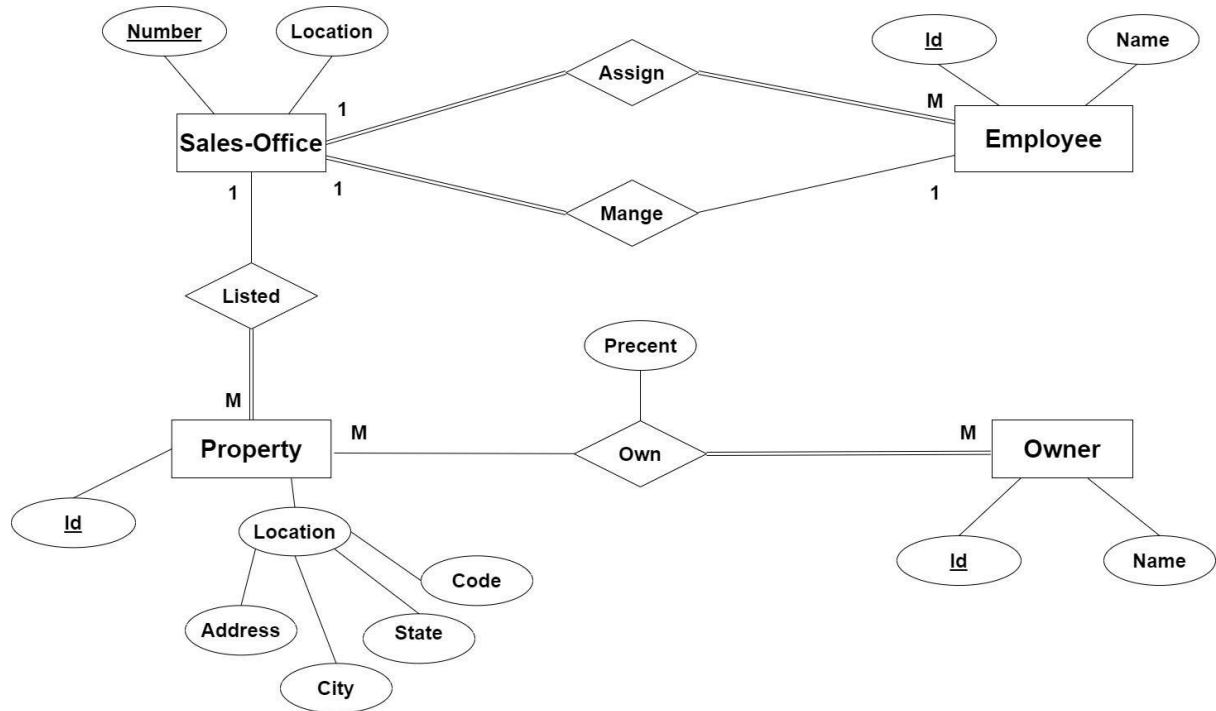 Number
Location
Id
Name
Assign
1
M
Sales-Office
Employee
1
1
1
Mange
Listed
Precent
M
M
M
Property
Own
Owner
Id
Location
Id
Name
Code
Address
State
City